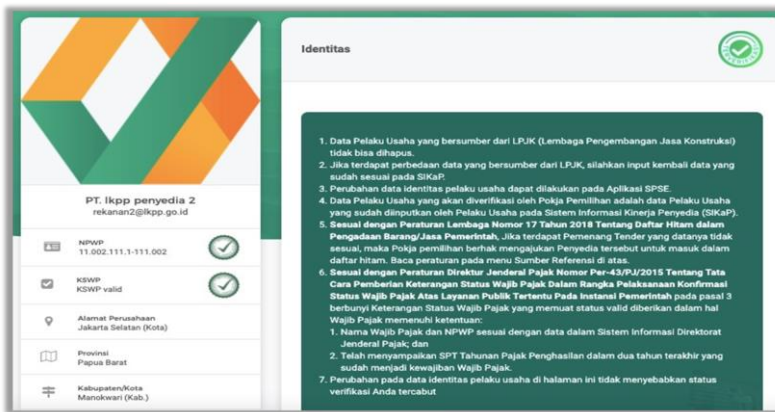 PT. lkpp penyedia 2
rekanan2@lkpp.go.id
NPWP
11.002.111.1-111.002
KSWP
KSWP valid
Alamat Perusahaan
Jakarta Selatan (Kota)
Provinsi
Papua Barat
Kabupaten/Kota
Manokwari (Kab.)
Identitas
1. Data Pelaku Usaha yang bersumber dari LPJK (Lembaga Pengembangan Jasa Konstruksi)
tidak bisa dihapus.
2. Jika terdapat perbedaan data yang bersumber dari LPJK, silahkan input kembali data yang
sudah sesuai pada SIKaP.
3. Perubahan data identitas pelaku usaha dapat dilakukan pada Aplikasi SPSE.
4. Data Pelaku Usaha yang akan diverifikasi oleh Pokja Pemilihan adalah data Pelaku Usaha
yang sudah diinputkan oleh Pelaku Usaha pada Sistem Informasi Kinerja Penyedia (SIKaP).
5. Sesuai dengan Peraturan Lembaga Nomor 17 Tahun 2018 Tentang Daftar Hitam dalam
Pengadaan Barang/Jasa Pemerintah, Jika terdapat Pemenang Tender yang datanya tidak
sesuai, maka Pokja pemilihan berhak mengajukan Penyedia tersebut untuk masuk dalam
daftar hitam. Baca peraturan pada menu Sumber Referensi di atas.
6. Sesuai dengan Peraturan Direktur Jenderal Pajak Nomor Per-43/PJ/2015 Tentang Tata
Cara Pemberian Keterangan Status Wajib Pajak Dalam Rangka Pelaksanaan Konfirmasi
Status Wajib Pajak Atas Layanan Publik Tertentu Pada Instansi Pemerintah pada pasal 3
berbunyi Keterangan Status Wajib Pajak yang memuat status valid diberikan dalam hal
Wajib Pajak memenuhi ketentuan:
1. Nama Wajib Pajak dan NPWP sesuai dengan data dalam Sistem Informasi Direktorat
Jenderal Pajak; dan
2. Telah menyampaikan SPT Tahunan Pajak Penghasilan dalam dua tahun terakhir yang
sudah menjadi kewajiban Wajib Pajak.
7. Perubahan pada data identitas pelaku usaha di halaman ini tidak menyebabkan status
verifikasi Anda tercabut